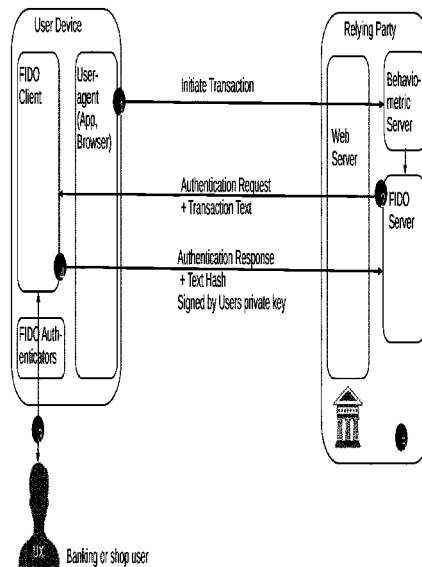 User Device
Relying Party
FIDO
Client
User-
agent
(App,
Browser)
Initiate Transaction
Behavio-
metric
Server
Web
Server
Authentication Request
+ Transaction Text
FIDO
Server
Authentication Response
+ Text Hash
Signed by Users private key
FIDO Auth-
enticators
UX
Banking or shop user